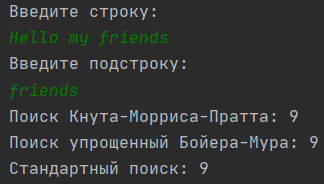 Введите строку:
Hello my friends
Введите подстроку:
friends
Поиск Кнута-Морриса-Пратта: 9
Поиск упрощенный Бойера-Мура: 9
Стандартный поиск: 9